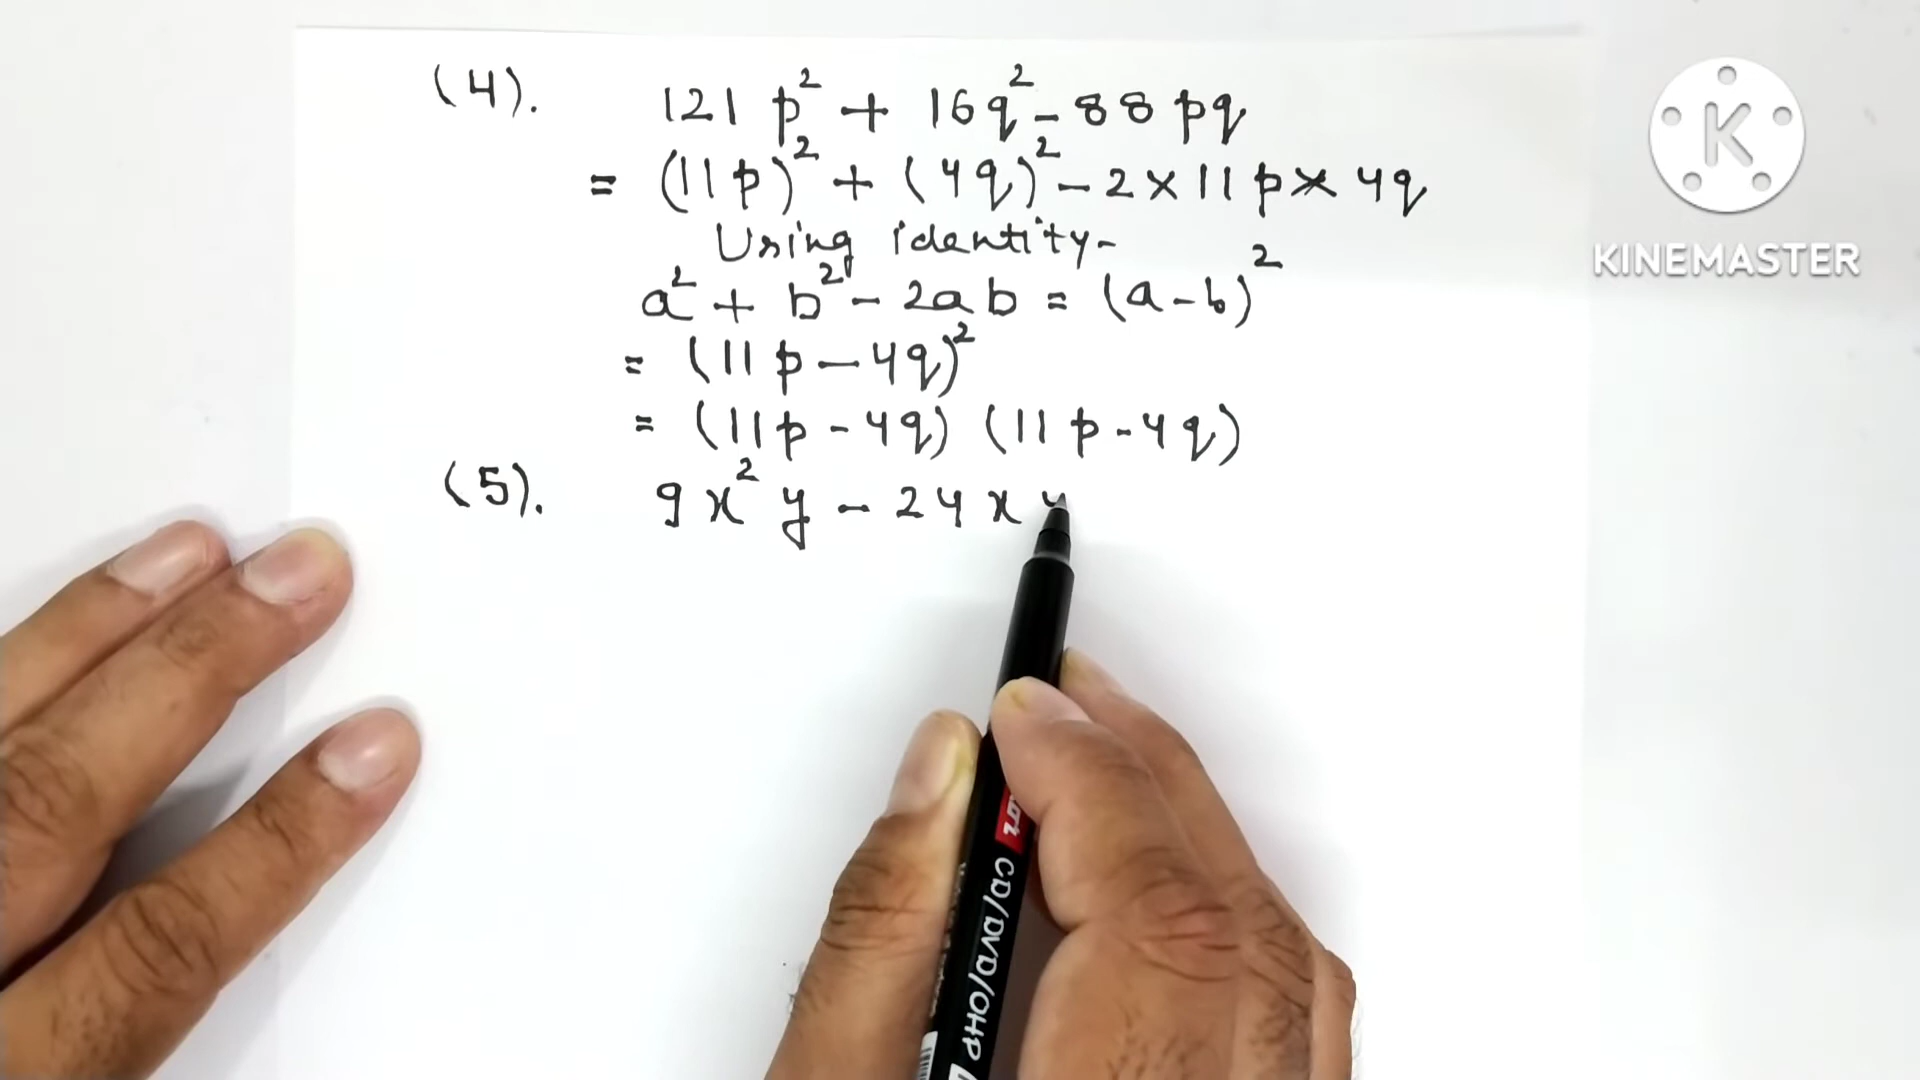 (4). 121 p² + 16q² - 88 pq
= (11p)² + (4q)² - 2 × 11p × 4q
Using identity-
a² + b² - 2ab = (a-b)²
= (11p - 4q)²
= (11p - 4q) (11p - 4q)
(5). 9x²y - 24x
K
KINEMASTER
CD/DVD/OHP